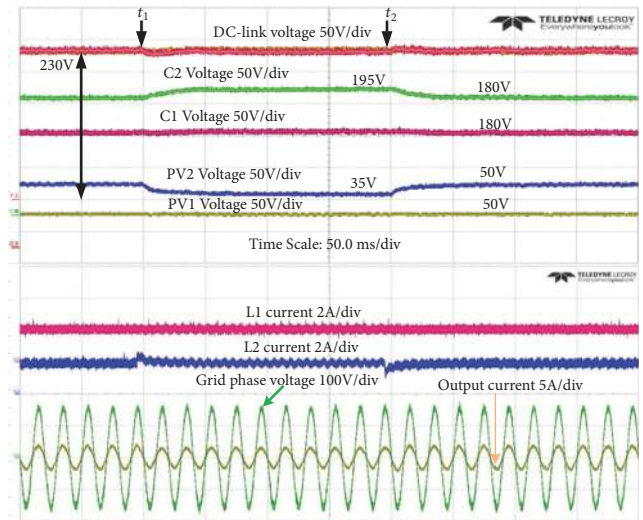 t1
t2
TELEDYNE LECROY
Everywhereyoulook
DC-link voltage 50V/div
230V
C2 Voltage 50V/div
195V
180V
C1 Voltage 50V/div
180V
PV2 Voltage 50V/div
35V
50V
PV1 Voltage 50V/div
50V
Time Scale: 50.0 ms/div
TELEDYNE LECROY
Everywhereyoulook
L1 current 2A/div
L2 current 2A/div
Grid phase voltage 100V/div
Output current 5A/div